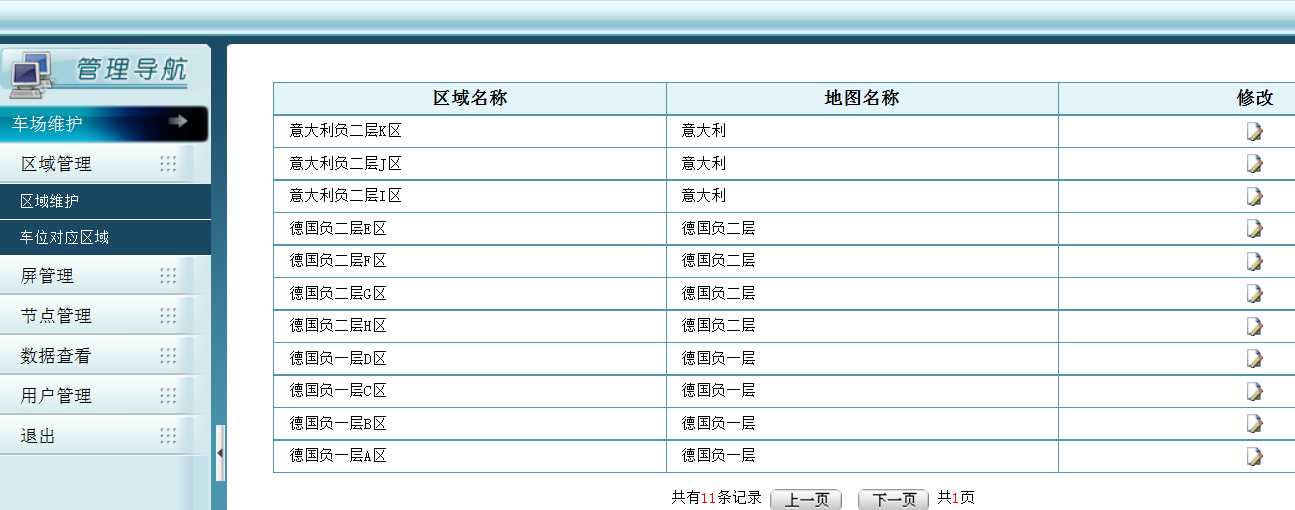 管理导航
车场维护
区域管理
区域维护
车位对应区域
屏管理
节点管理
数据查看
用户管理
退出
区域名称 地图名称 修改
意大利负二层K区 意大利
意大利负二层J区 意大利
意大利负二层I区 意大利
德国负二层E区 德国负二层
德国负二层F区 德国负二层
德国负二层G区 德国负二层
德国负二层H区 德国负二层
德国负一层D区 德国负一层
德国负一层C区 德国负一层
德国负一层B区 德国负一层
德国负一层A区 德国负一层
共有11条记录 上一页 下一页 共1页